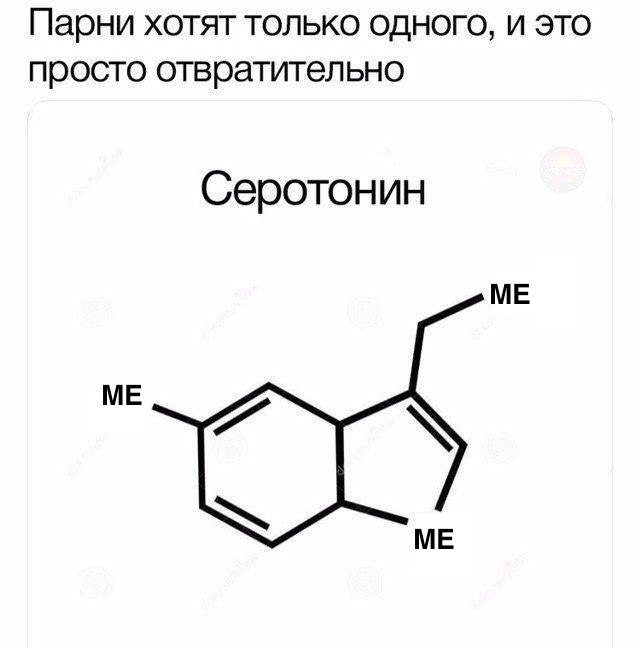 Парни хотят только одного, и это
просто отвратительно
Серотонин
ME
ME
ME